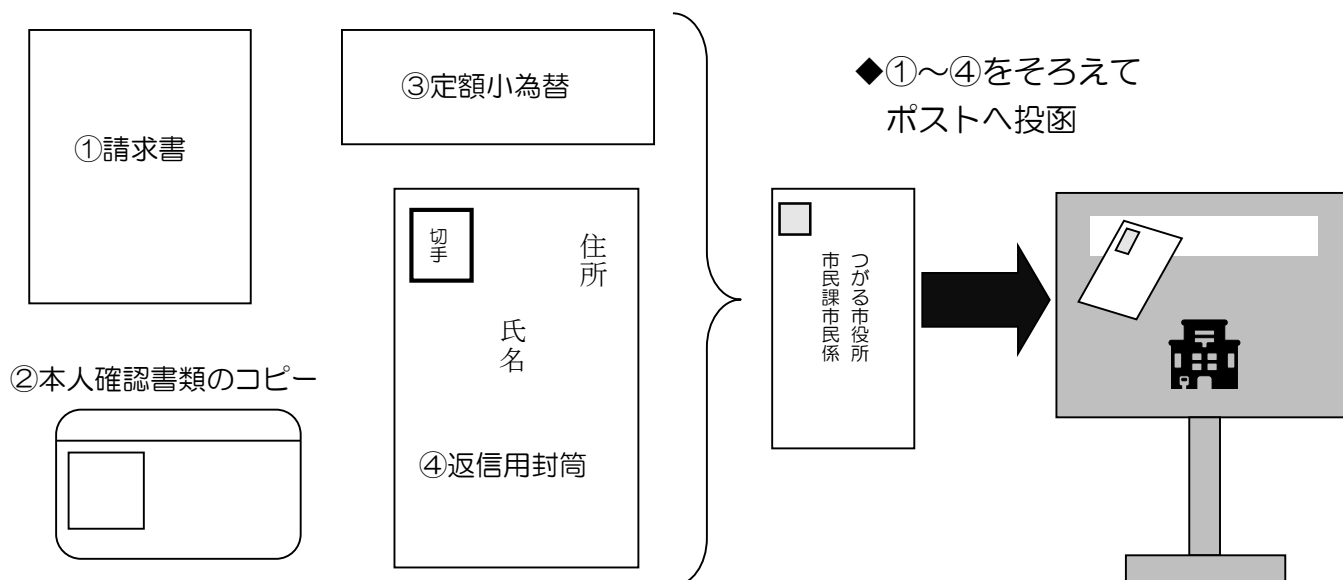 ①請求書
②本人確認書類のコピー
③定額小為替
切手
住所
氏名
④返信用封筒
つがる市役所
市民課市民係
◆①～④をそろえて
ポストへ投函